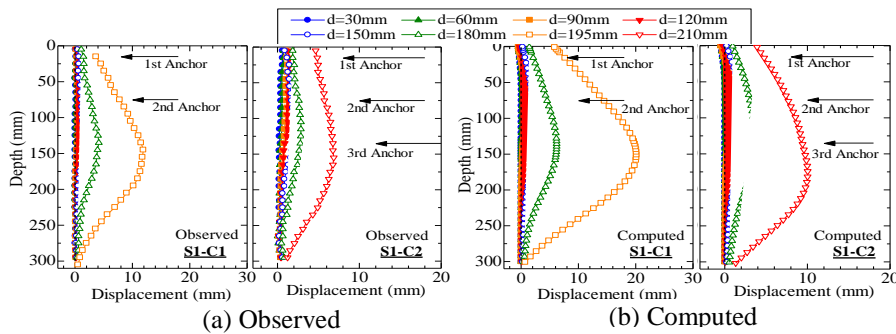 d=30mm d=60mm d=90mm d=120mm
d=150mm d=180mm d=195mm d=210mm
(a)
0
50
100
150
200
250
300
Depth (mm)
1st Anchor
2nd Anchor
Observed
S1-C1
0 10 20 30
Displacement (mm)
1st Anchor
2nd Anchor
3rd Anchor
Observed
S1-C2
0 5 10 15 20
Displacement (mm)
(a) Observed
(b)
0
50
100
150
200
250
300
Depth (mm)
1st Anchor
2nd Anchor
Computed
S1-C1
0 10 20 30
Displacement (mm)
1st Anchor
2nd Anchor
3rd Anchor
Computed
S1-C2
0 5 10 15 20
Displacement (mm)
(b) Computed